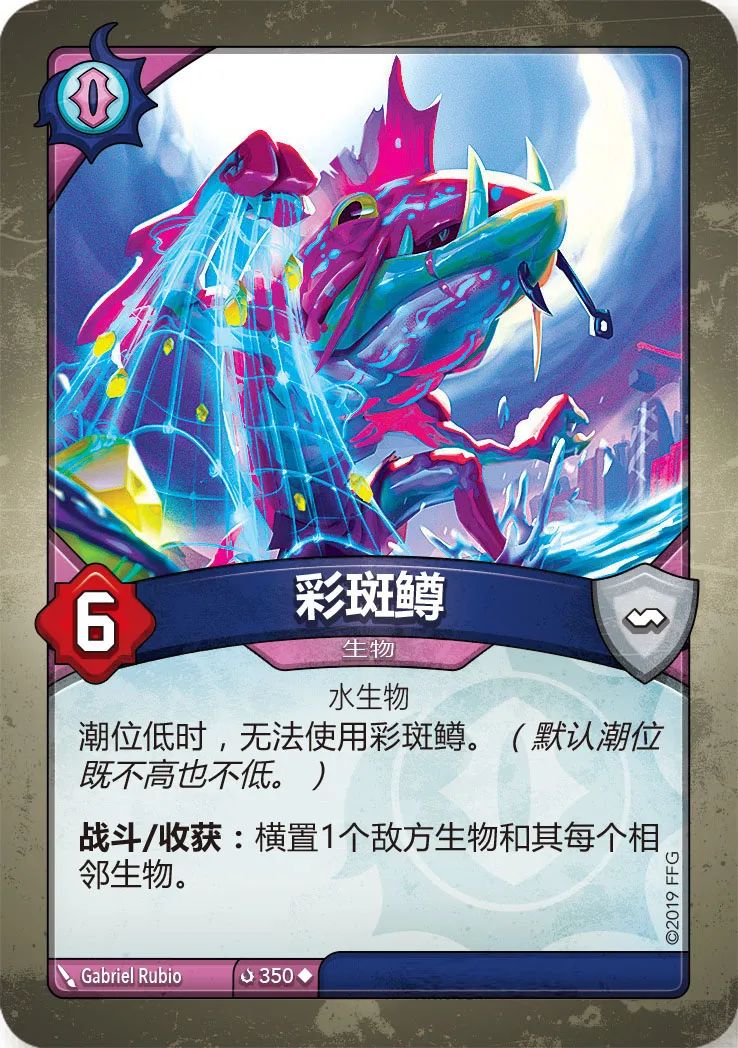 6
彩斑鳟
生物
水生物
潮位低时，无法使用彩斑鳟。（默认潮位
既不高也不低。）
战斗/收获：横置1个敌方生物和其每个相
邻生物。
©2019 FFG
Gabriel Rubio
350